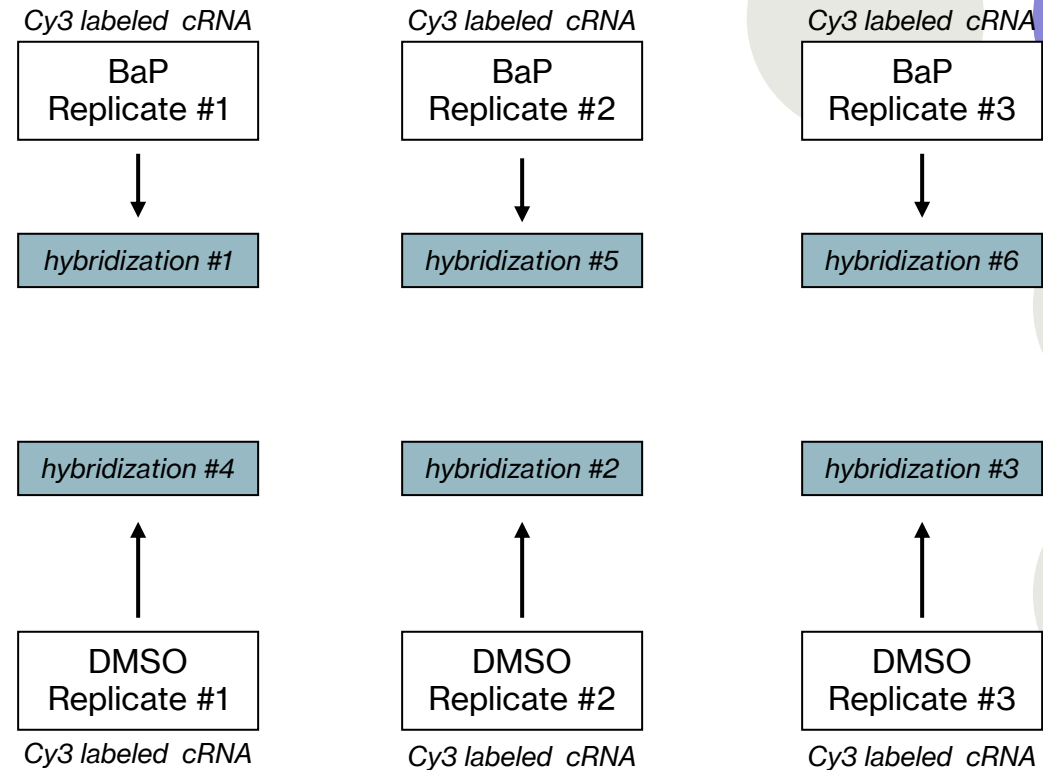 Cy3 labeled cRNA
Cy3 labeled cRNA
Cy3 labeled cRNA
BaP
Replicate #1
BaP
Replicate #2
BaP
Replicate #3
hybridization #1
hybridization #5
hybridization #6
hybridization #4
hybridization #2
hybridization #3
DMSO
Replicate #1
DMSO
Replicate #2
DMSO
Replicate #3
Cy3 labeled cRNA
Cy3 labeled cRNA
Cy3 labeled cRNA